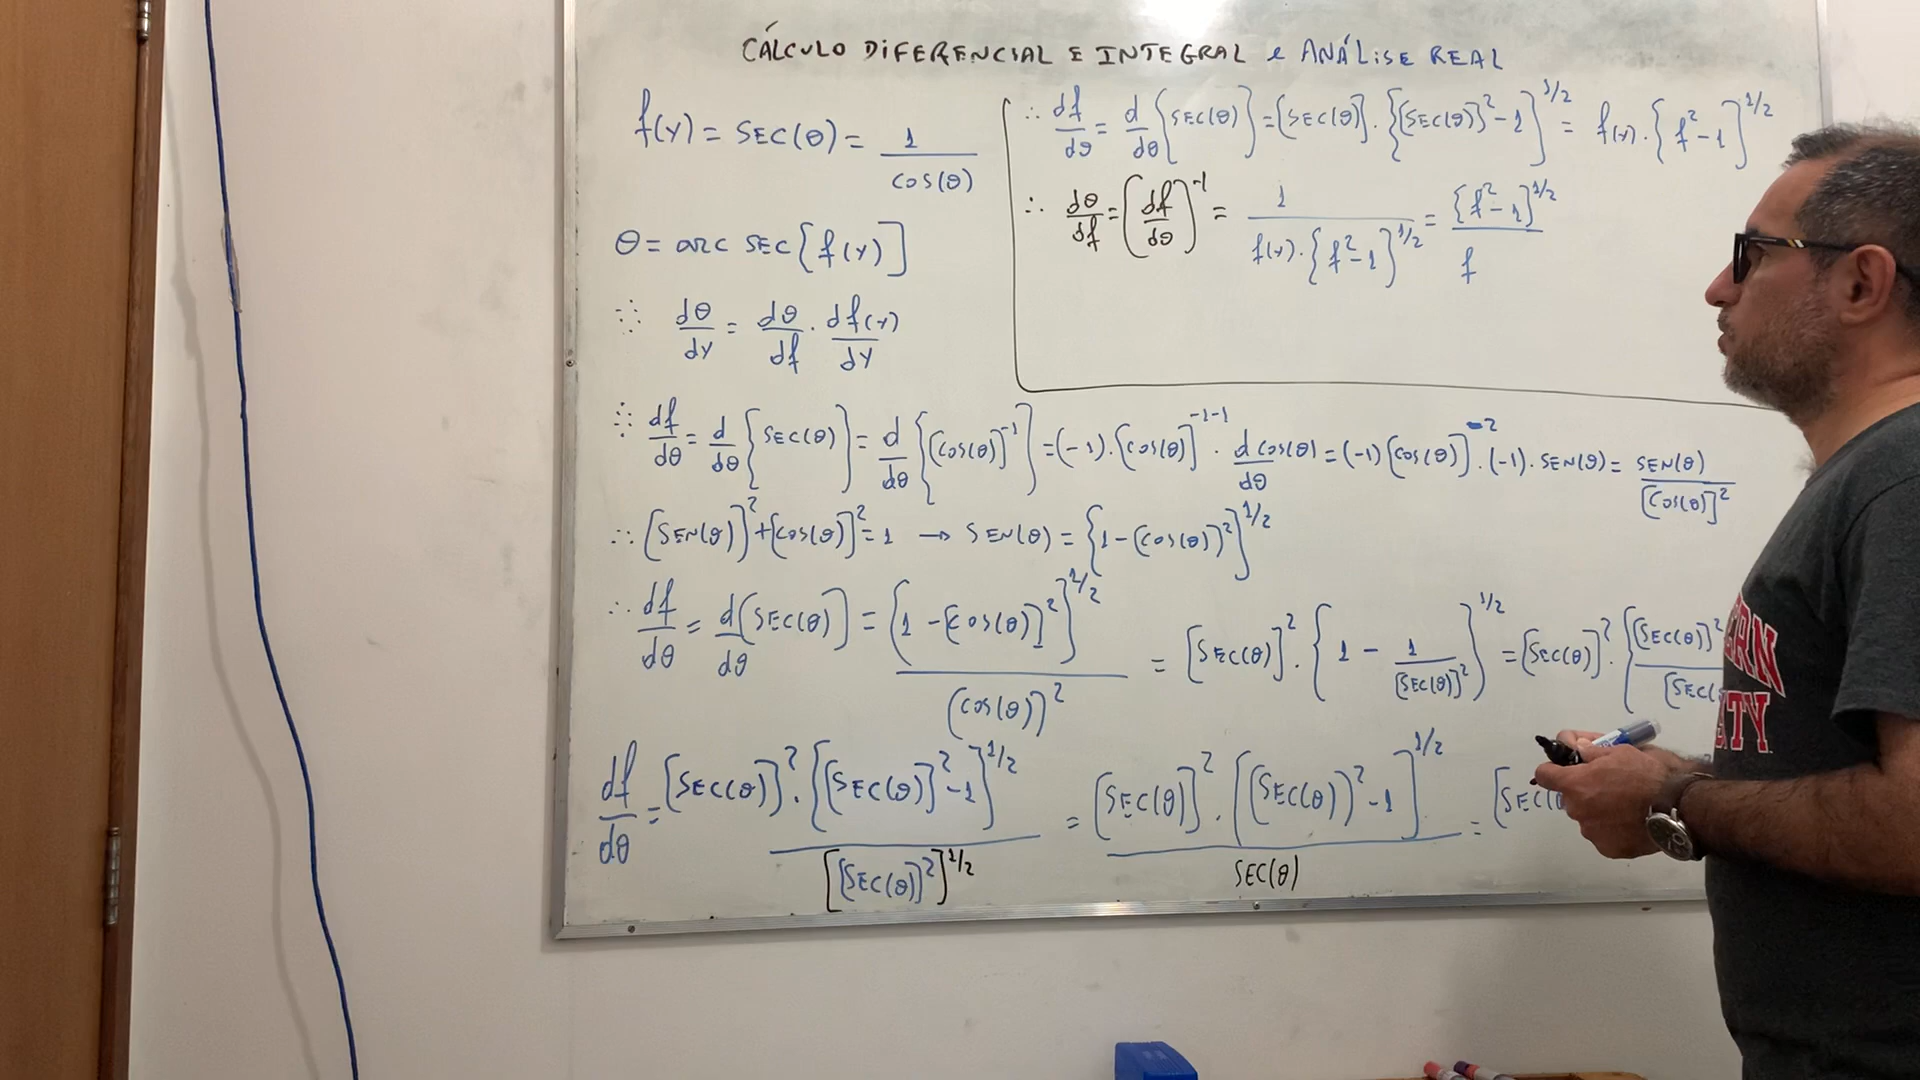 CÁLCULO DIFERENCIAL E INTEGRAL e ANÁLISE REAL
f(y) = SEC(θ) = 1/COS(θ)
θ = arc SEC[f(y)]
∵ dθ/dy = dθ/df · df(y)/dy
∴ df/dθ = d/dθ{SEC(θ)} = [SEC(θ)]·{[SEC(θ)]²-1}^1/2 = f(y)·{f²-1}^1/2
∴ dθ/df = (df/dθ)^-1 = 1/(f(y)·{f²-1}^1/2) = {f²-1}^1/2/f
df/dθ = d/dθ{SEC(θ)} = d/dθ{[COS(θ)]^-1} = (-1)·[COS(θ)]^-1-1 · d COS(θ)/dθ = (-1)[COS(θ)]^-2·(-1)·SEN(θ) = SEN(θ)/[COS(θ)]²
∴ [SEN(θ)]²+[COS(θ)]²=1 → SEN(θ) = {1-[COS(θ)]²}^1/2
∴ df/dθ = d/dθ[SEC(θ)] = {1-[COS(θ)]²}^1/2/[COS(θ)]² = [SEC(θ)]²·{1 - 1/[SEC(θ)]²}^1/2 = [SEC(θ)]²·{[SEC(θ)]²/[SEC(
df/dθ = [SEC(θ)]²·{[SEC(θ)]²-1}^1/2/[[SEC(θ)]²]^1/2 = [SEC(θ)]²·[[SEC(θ)]²-1]^1/2/SEC(θ) = [SEC(θ
ERN
ITY